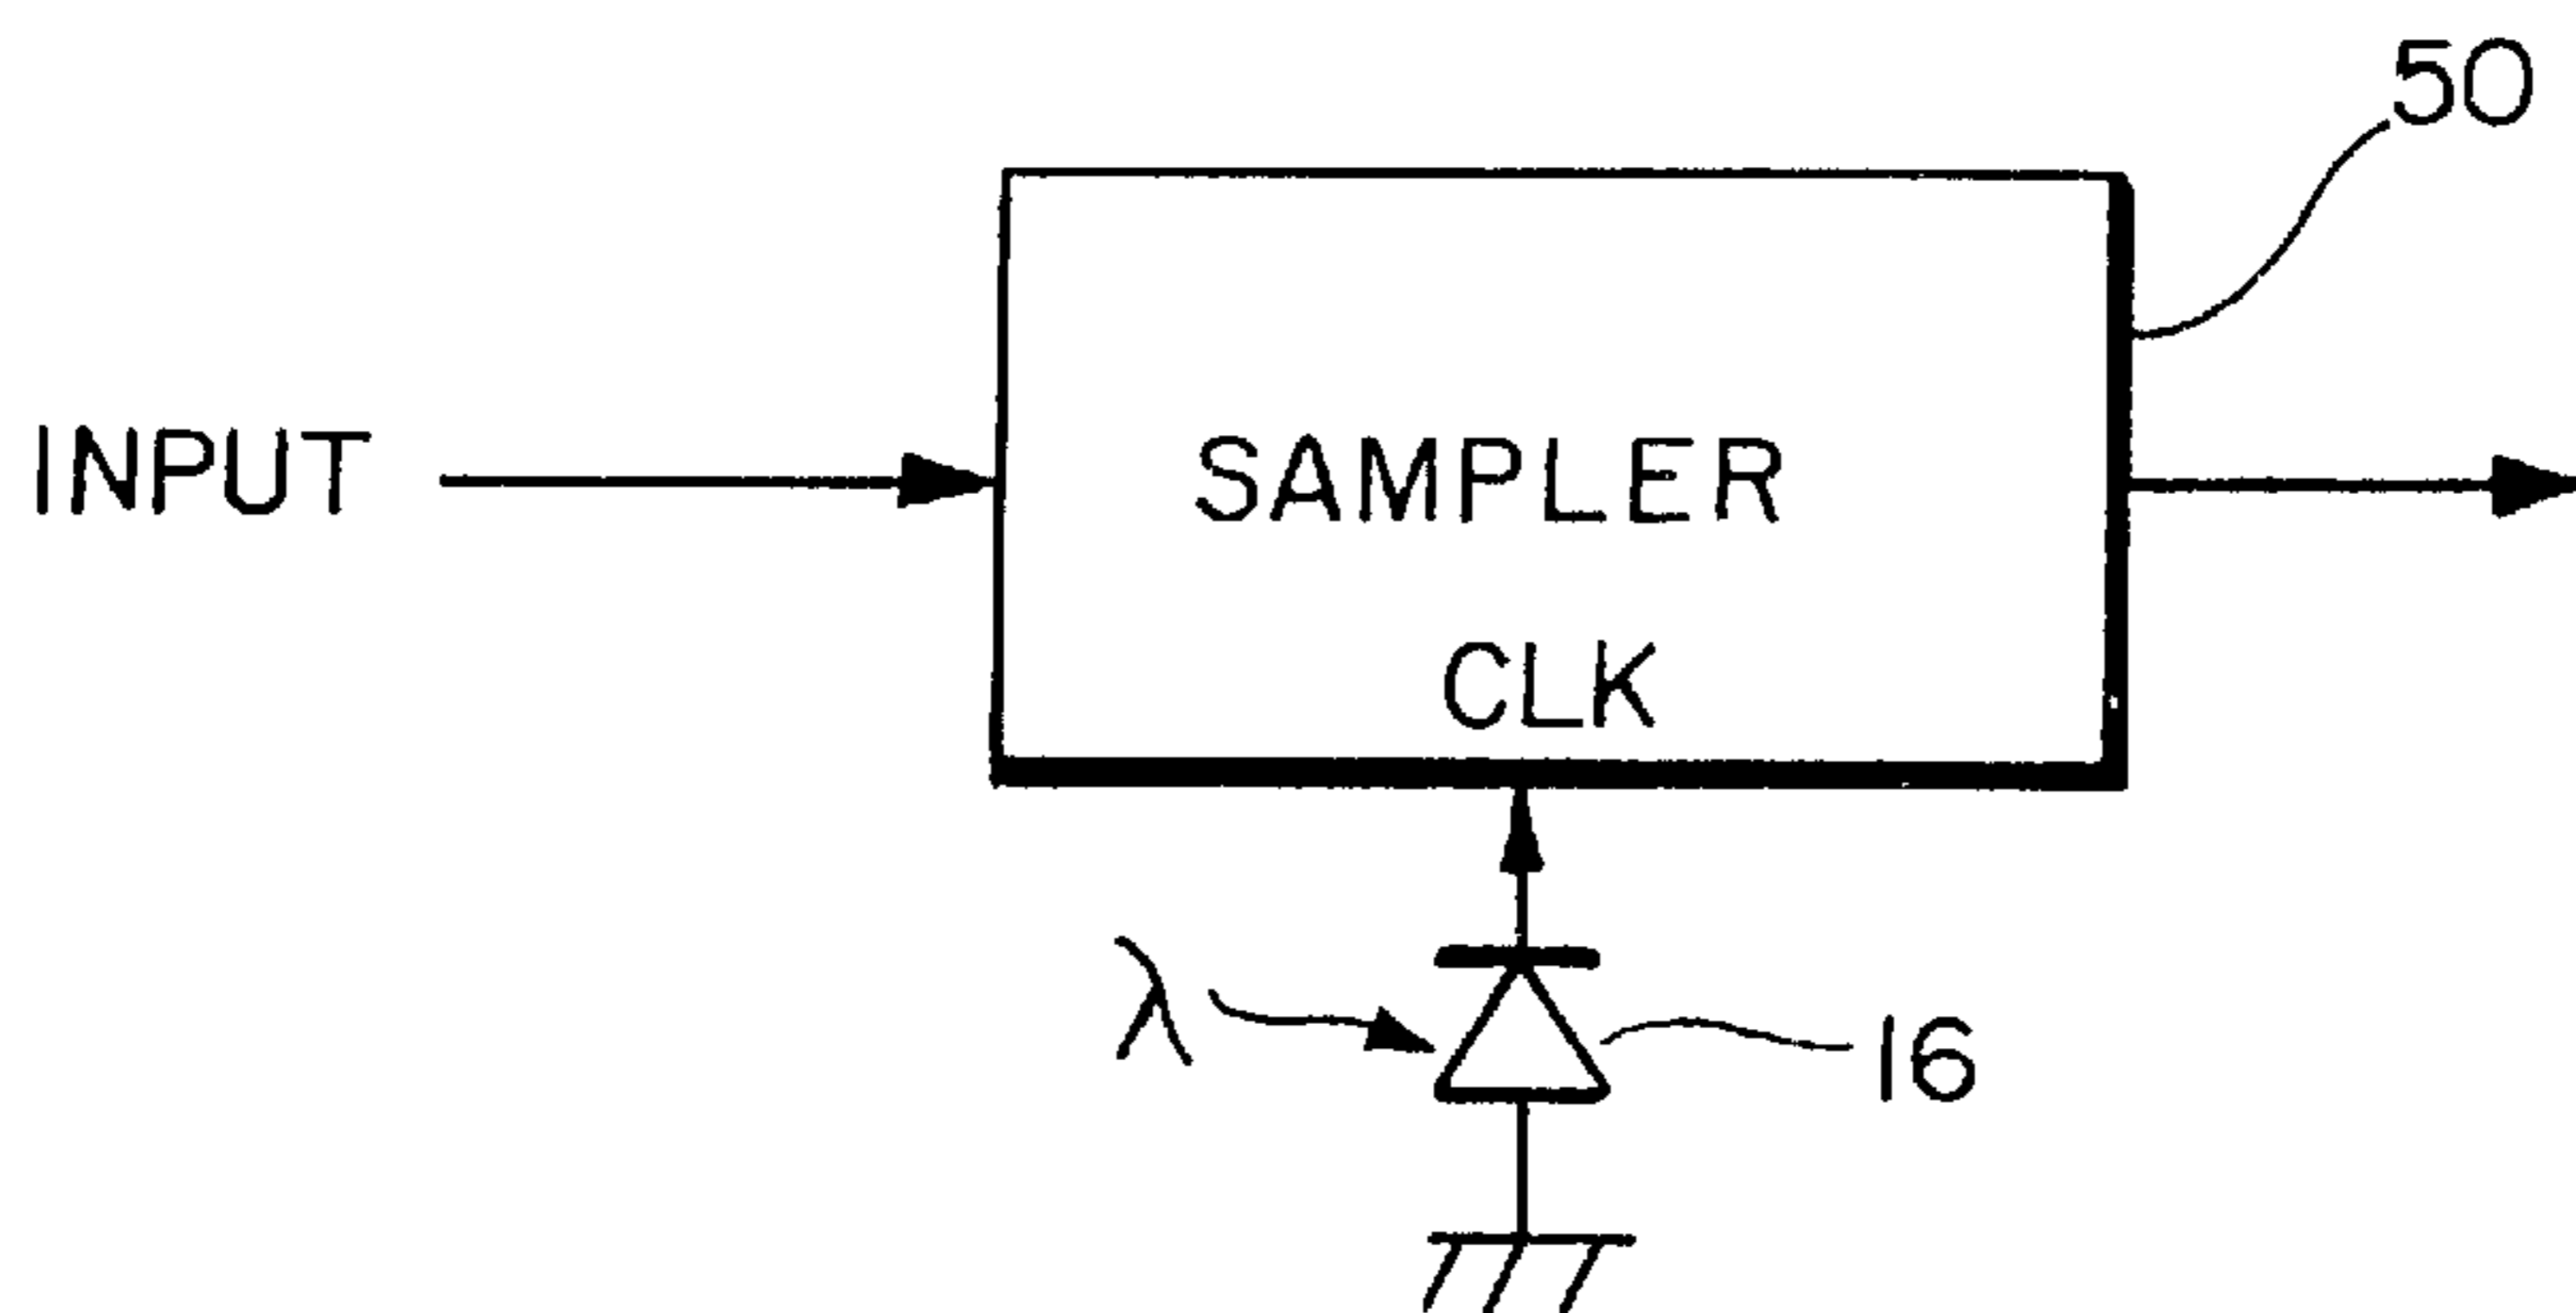 50
INPUT
SAMPLER
CLK
λ
16